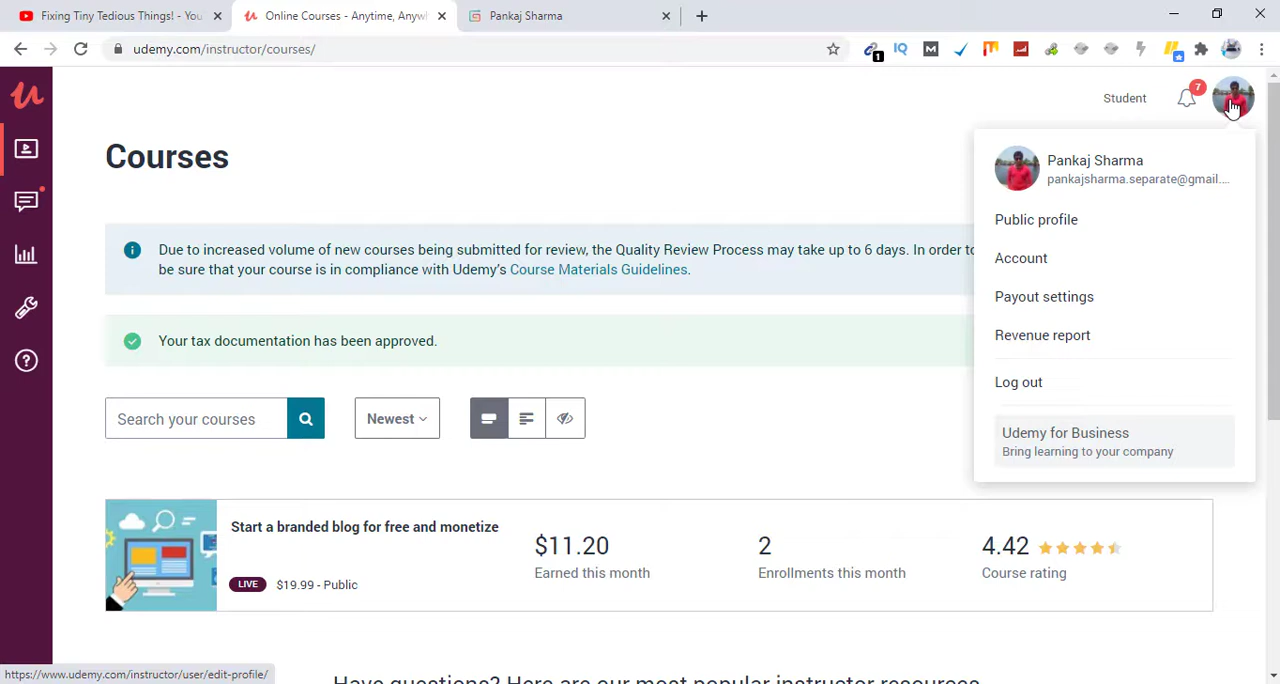 Fixing Tiny Tedious Things! - You
Online Courses - Anytime, Anywh
Pankaj Sharma
udemy.com/instructor/courses/
1
IQ
M
Student
7
Courses
Pankaj Sharma
pankajsharma.separate@gmail....
Public profile
Account
Payout settings
Revenue report
Log out
Udemy for Business
Bring learning to your company
Due to increased volume of new courses being submitted for review, the Quality Review Process may take up to 6 days. In order to
be sure that your course is in compliance with Udemy's Course Materials Guidelines.
Your tax documentation has been approved.
Search your courses
Newest
Start a branded blog for free and monetize
LIVE $19.99 - Public
$11.20
Earned this month
2
Enrollments this month
4.42
Course rating
Have questions? Here are our most popular instructor resources
https://www.udemy.com/instructor/user/edit-profile/